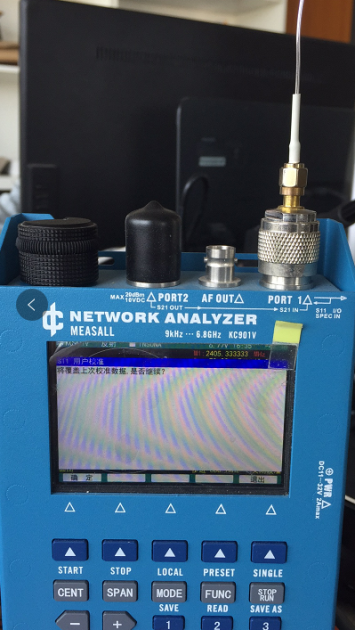 MAX 20dBm 16VDC PORT2 AF OUT PORT 1
S21 OUT S21 IN S11 I/O SPEC IN
NETWORK ANALYZER
MEASALL 9kHz ··· 6.8GHz KC901V
2405.333333
S11 用户校准
将覆盖上次校准数据,是否继续?
确 定 退出
PWR
DC11~32V 2Amax
START STOP LOCAL PRESET SINGLE
CENT SPAN MODE FUNC STOP RUN
SAVE READ SAVE AS
- + 1 2 3